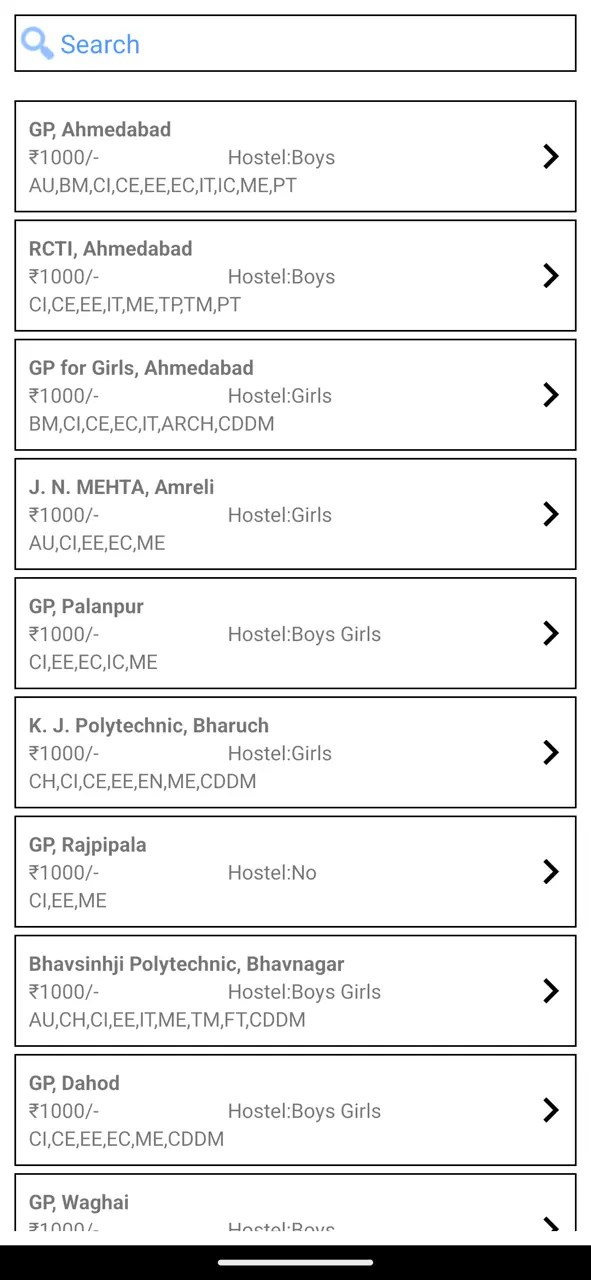 Search
GP, Ahmedabad
₹1000/- Hostel:Boys
AU,BM,CI,CE,EE,EC,IT,IC,ME,PT
RCTI, Ahmedabad
₹1000/- Hostel:Boys
CI,CE,EE,IT,ME,TP,TM,PT
GP for Girls, Ahmedabad
₹1000/- Hostel:Girls
BM,CI,CE,EC,IT,ARCH,CDDM
J. N. MEHTA, Amreli
₹1000/- Hostel:Girls
AU,CI,EE,EC,ME
GP, Palanpur
₹1000/- Hostel:Boys Girls
CI,EE,EC,IC,ME
K. J. Polytechnic, Bharuch
₹1000/- Hostel:Girls
CH,CI,CE,EE,EN,ME,CDDM
GP, Rajpipala
₹1000/- Hostel:No
CI,EE,ME
Bhavsinhji Polytechnic, Bhavnagar
₹1000/- Hostel:Boys Girls
AU,CH,CI,EE,IT,ME,TM,FT,CDDM
GP, Dahod
₹1000/- Hostel:Boys Girls
CI,CE,EE,EC,ME,CDDM
GP, Waghai
₹1000/- Hostel:Boys